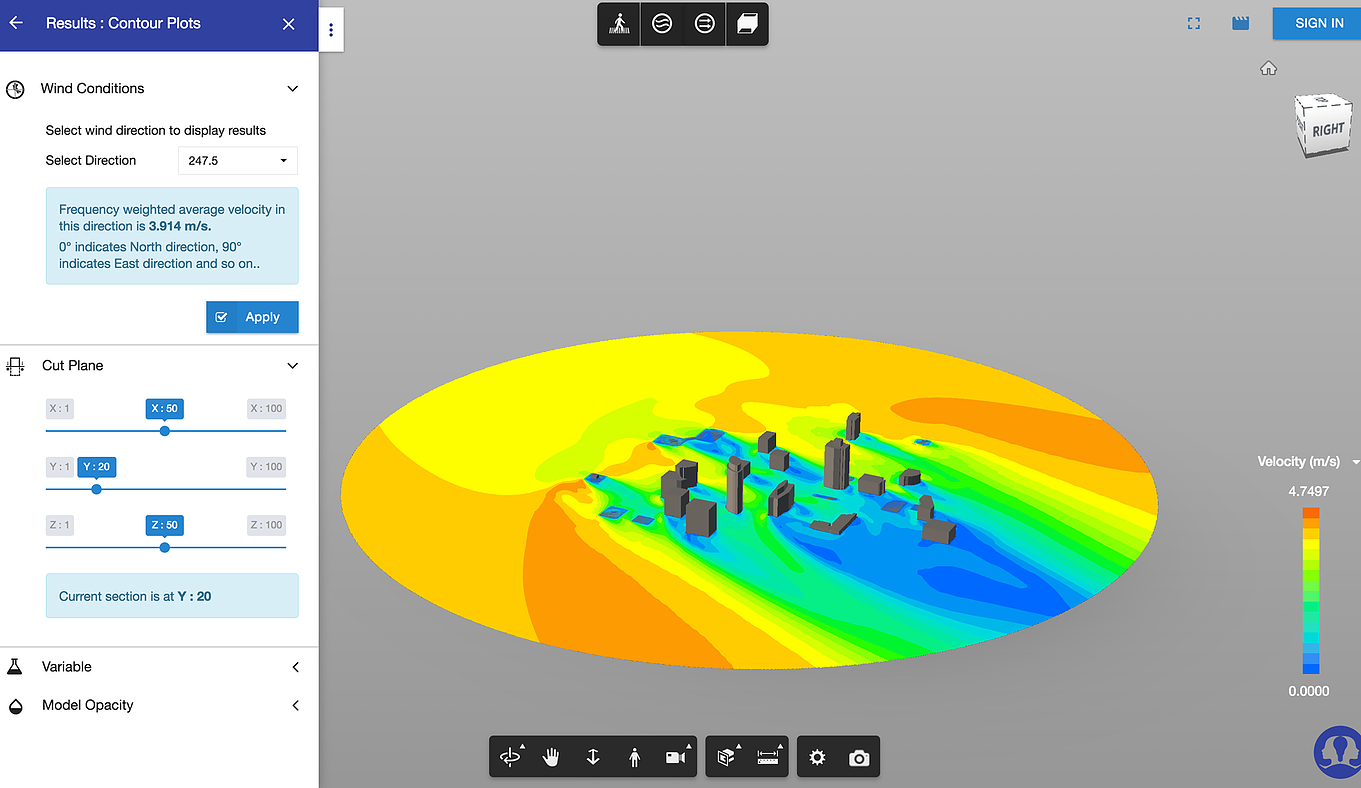 Results : Contour Plots
SIGN IN
Wind Conditions
Select wind direction to display results
Select Direction
247.5
Frequency weighted average velocity in
this direction is 3.914 m/s.
0° indicates North direction, 90°
indicates East direction and so on..
Apply
Cut Plane
X : 1
X : 50
X : 100
Y : 1
Y : 20
Y : 100
Z : 1
Z : 50
Z : 100
Current section is at Y : 20
Variable
Model Opacity
RIGHT
Velocity (m/s)
4.7497
0.0000